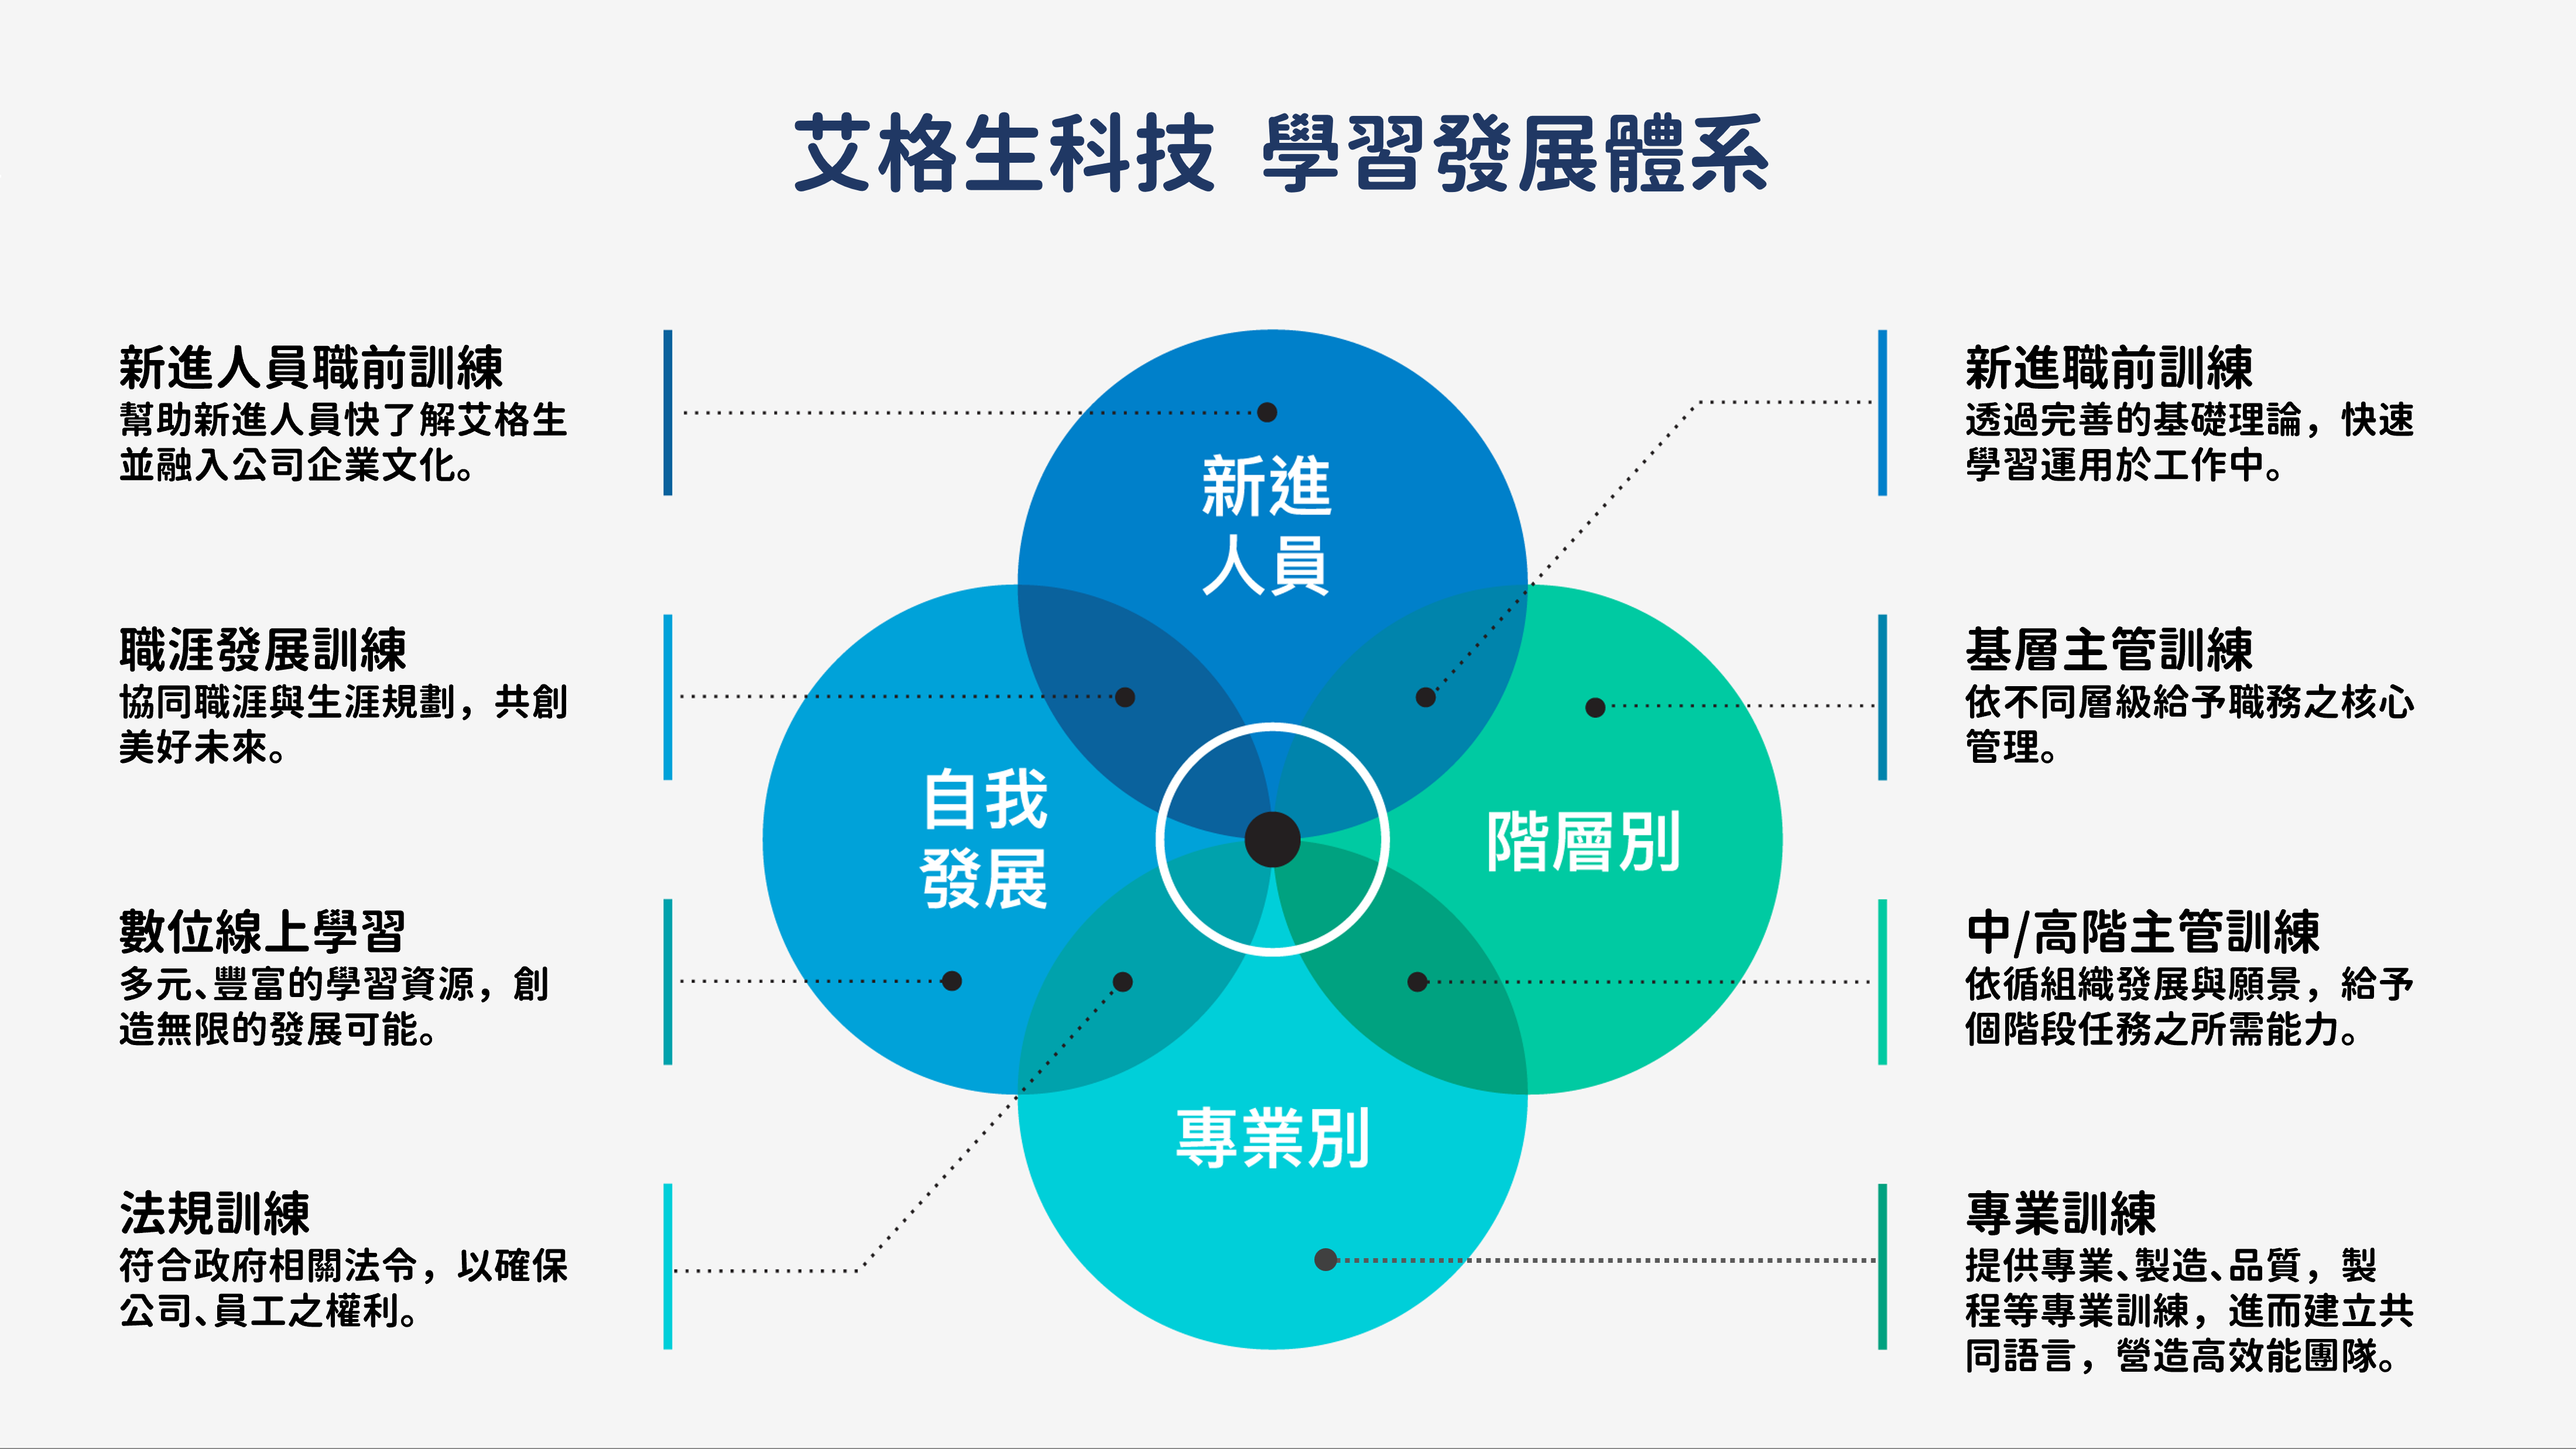 艾格生科技 學習發展體系
新進人員職前訓練
幫助新進人員快了解艾格生
並融入公司企業文化。
職涯發展訓練
協同職涯與生涯規劃，共創
美好未來。
數位線上學習
多元、豐富的學習資源，創
造無限的發展可能。
法規訓練
符合政府相關法令，以確保
公司、員工之權利。
新進
人員
自我
發展
階層別
專業別
新進職前訓練
透過完善的基礎理論，快速
學習運用於工作中。
基層主管訓練
依不同層級給予職務之核心
管理。
中/高階主管訓練
依循組織發展與願景，給予
個階段任務之所需能力。
專業訓練
提供專業、製造、品質，製
程等專業訓練，進而建立共
同語言，營造高效能團隊。